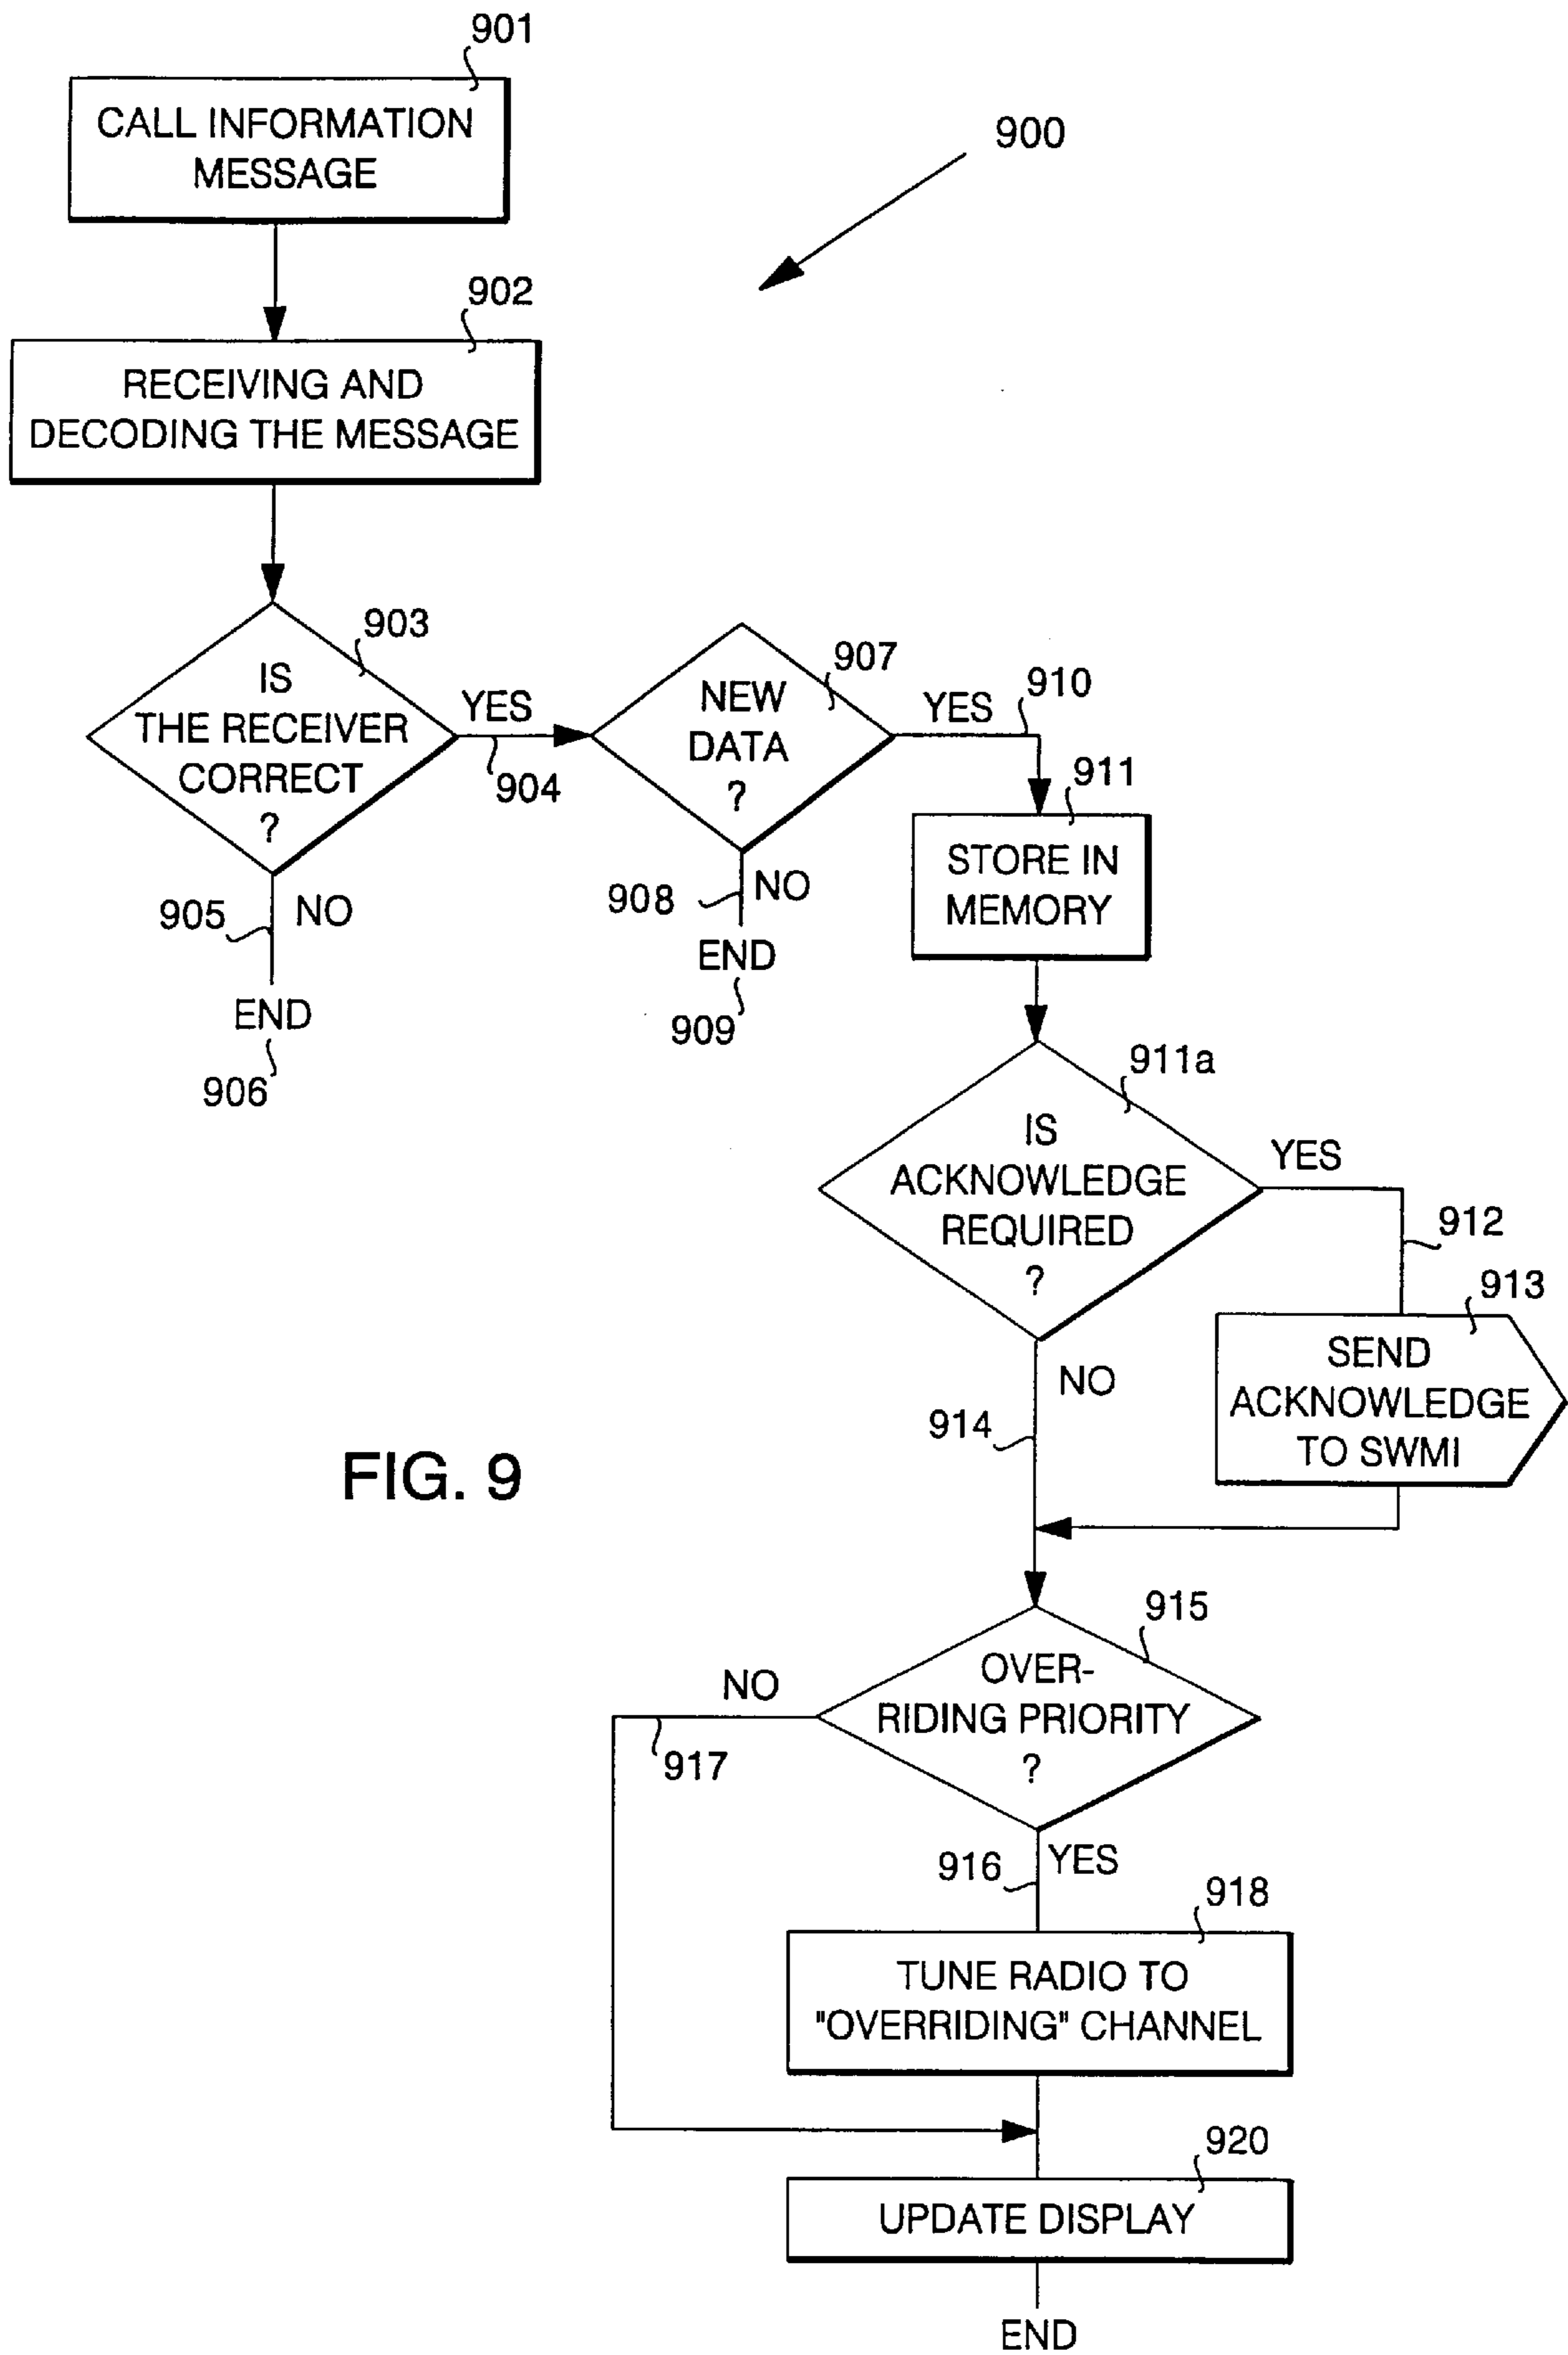 901
CALL INFORMATION
MESSAGE
900
902
RECEIVING AND
DECODING THE MESSAGE
903
IS
THE RECEIVER
CORRECT
?
YES
904
905
NO
END
906
907
NEW
DATA
?
YES
910
908
NO
END
909
911
STORE IN
MEMORY
911a
IS
ACKNOWLEDGE
REQUIRED
?
YES
912
913
SEND
ACKNOWLEDGE
TO SWMI
NO
914
FIG. 9
915
OVER-
RIDING PRIORITY
?
NO
917
916
YES
918
TUNE RADIO TO
"OVERRIDING" CHANNEL
920
UPDATE DISPLAY
END